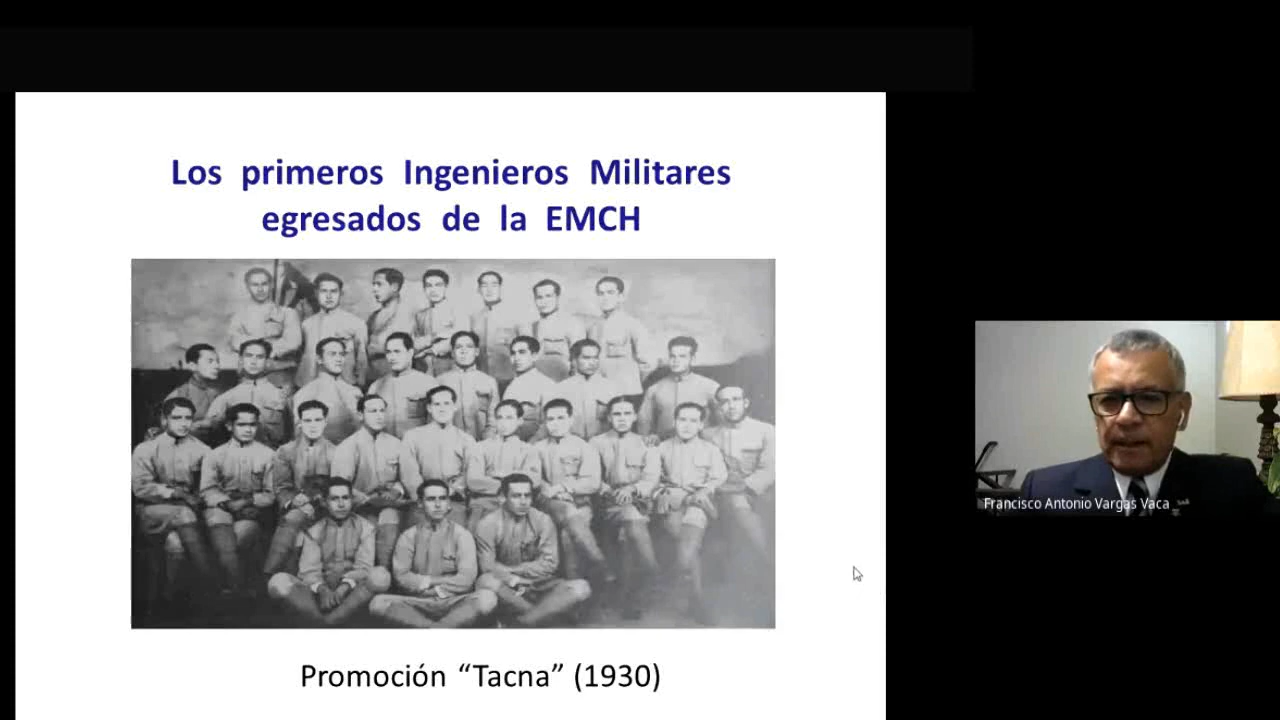 Los primeros Ingenieros Militares
egresados de la EMCH
Promoción “Tacna” (1930)
Francisco Antonio Vargas Vaca